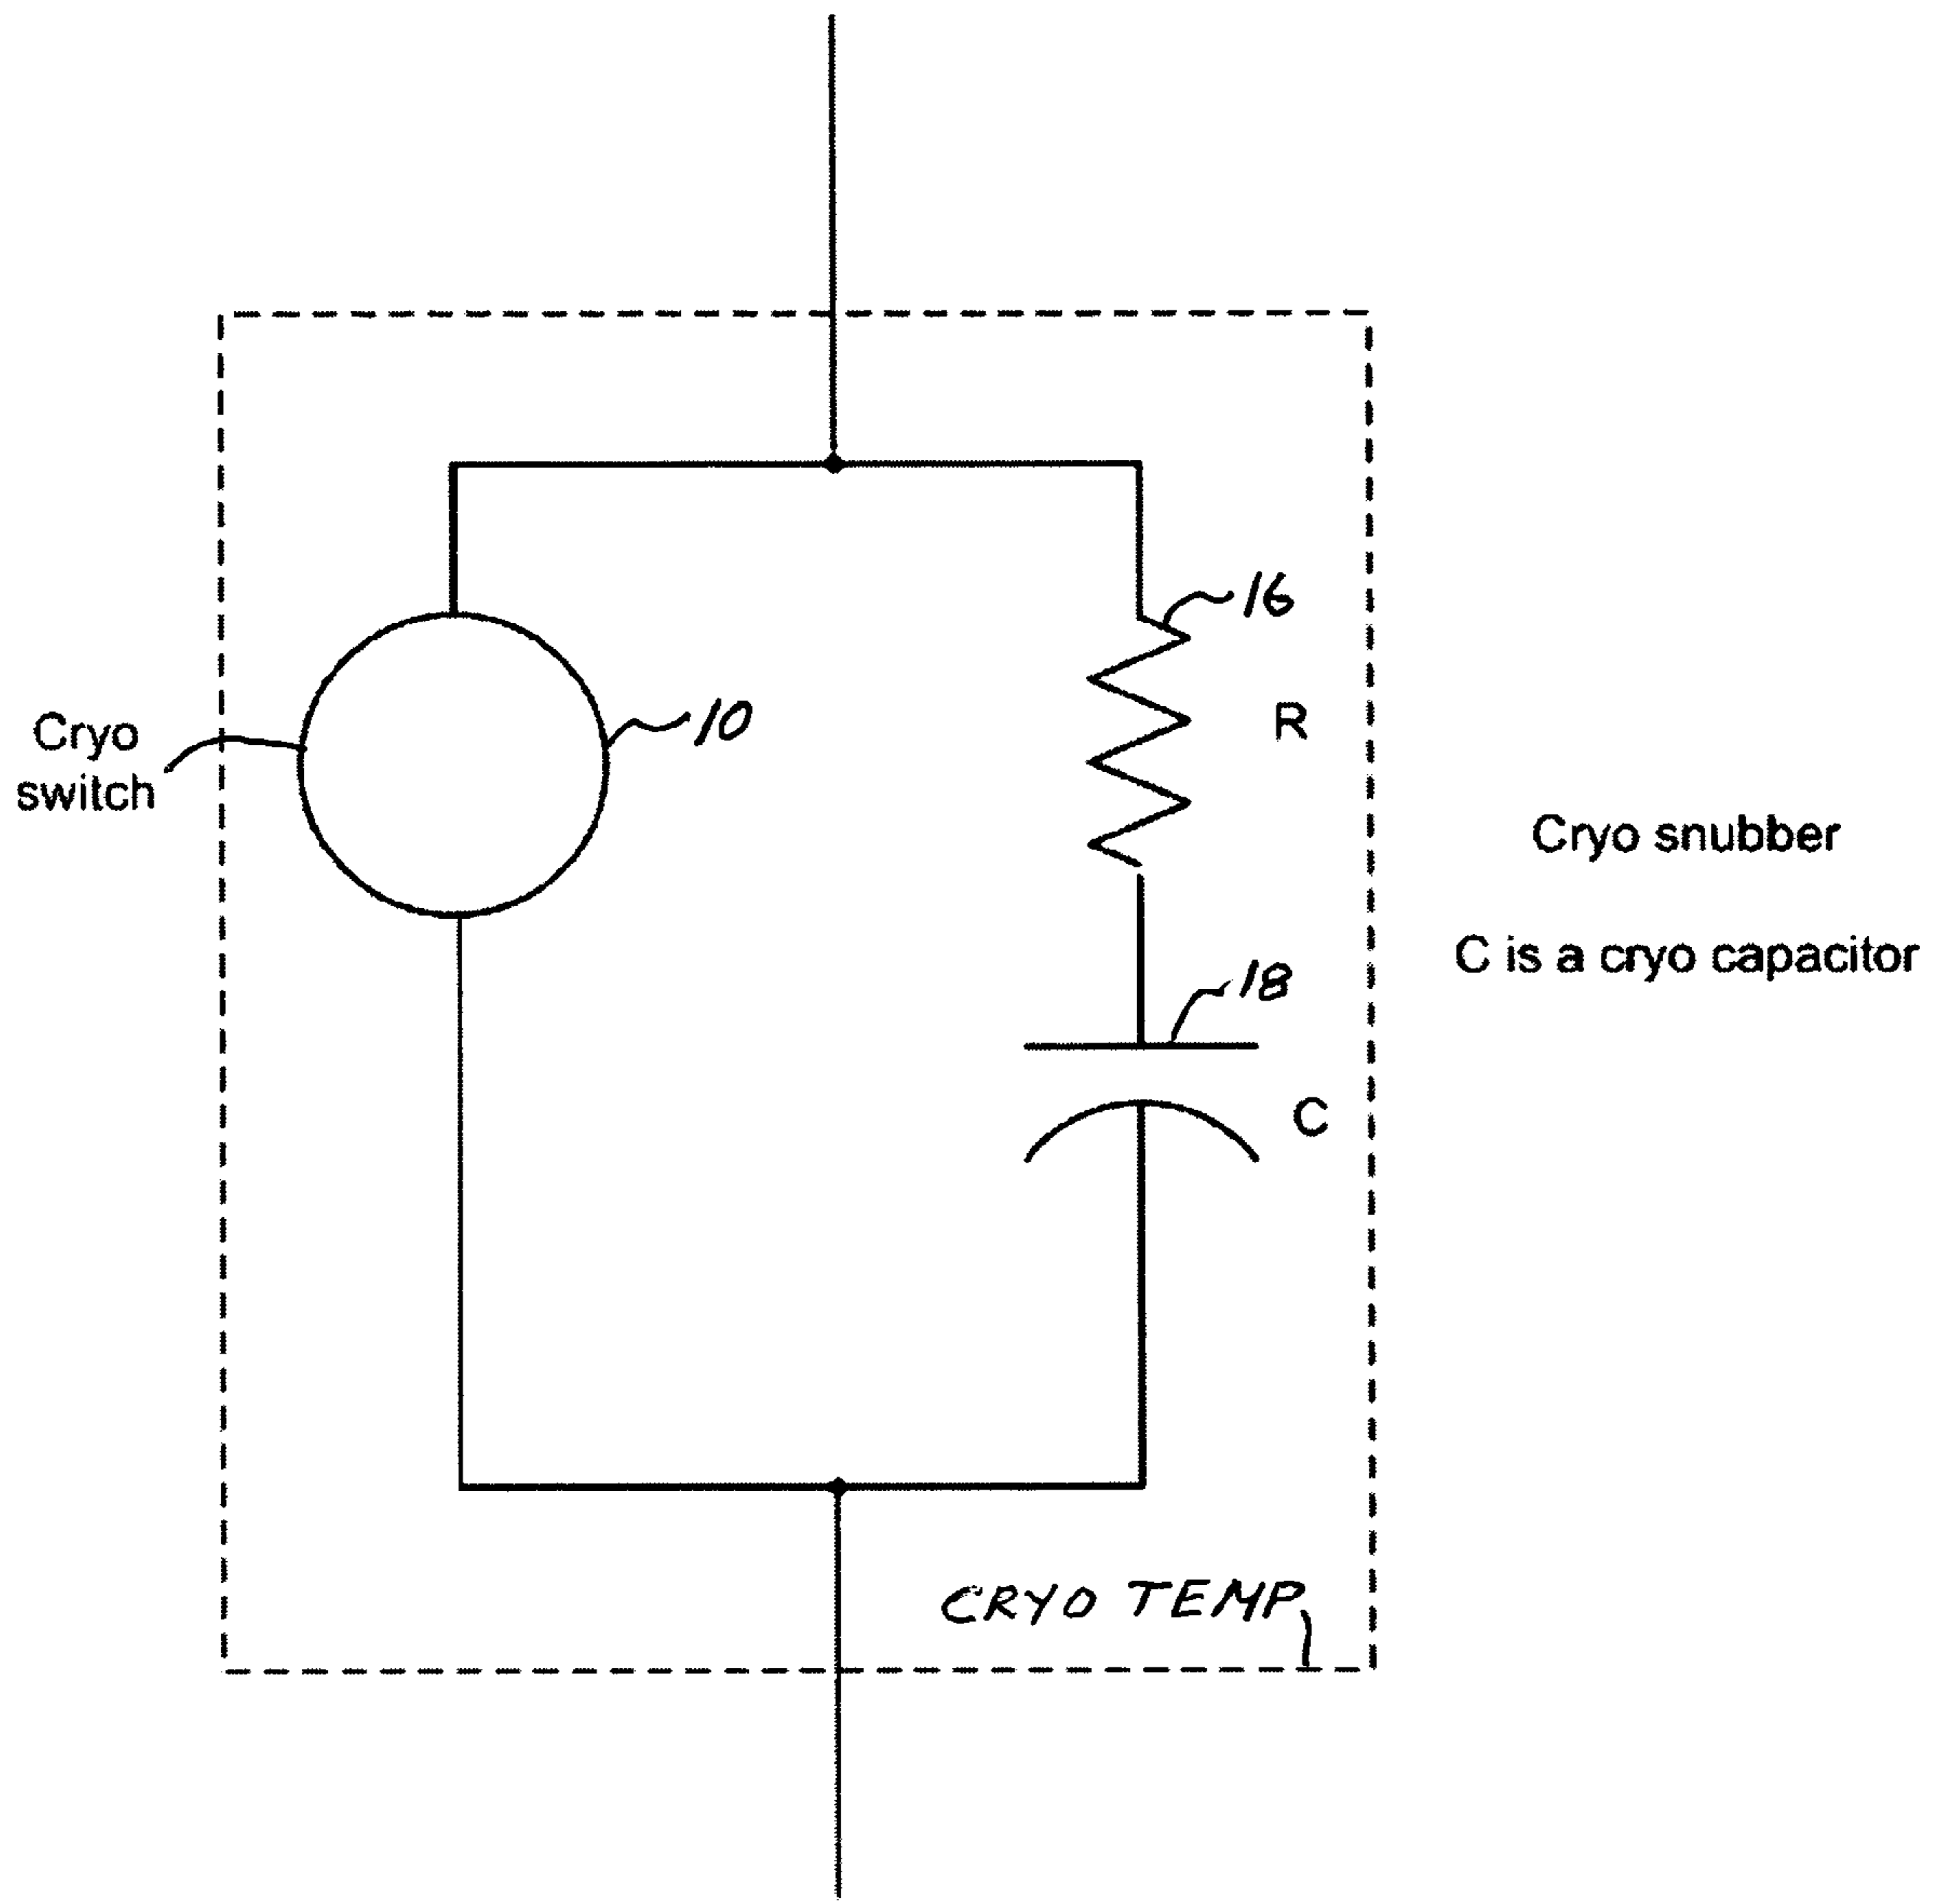 16
Cryo
switch
10
R
Cryo snubber
C is a cryo capacitor
18
C
CRYO TEMP